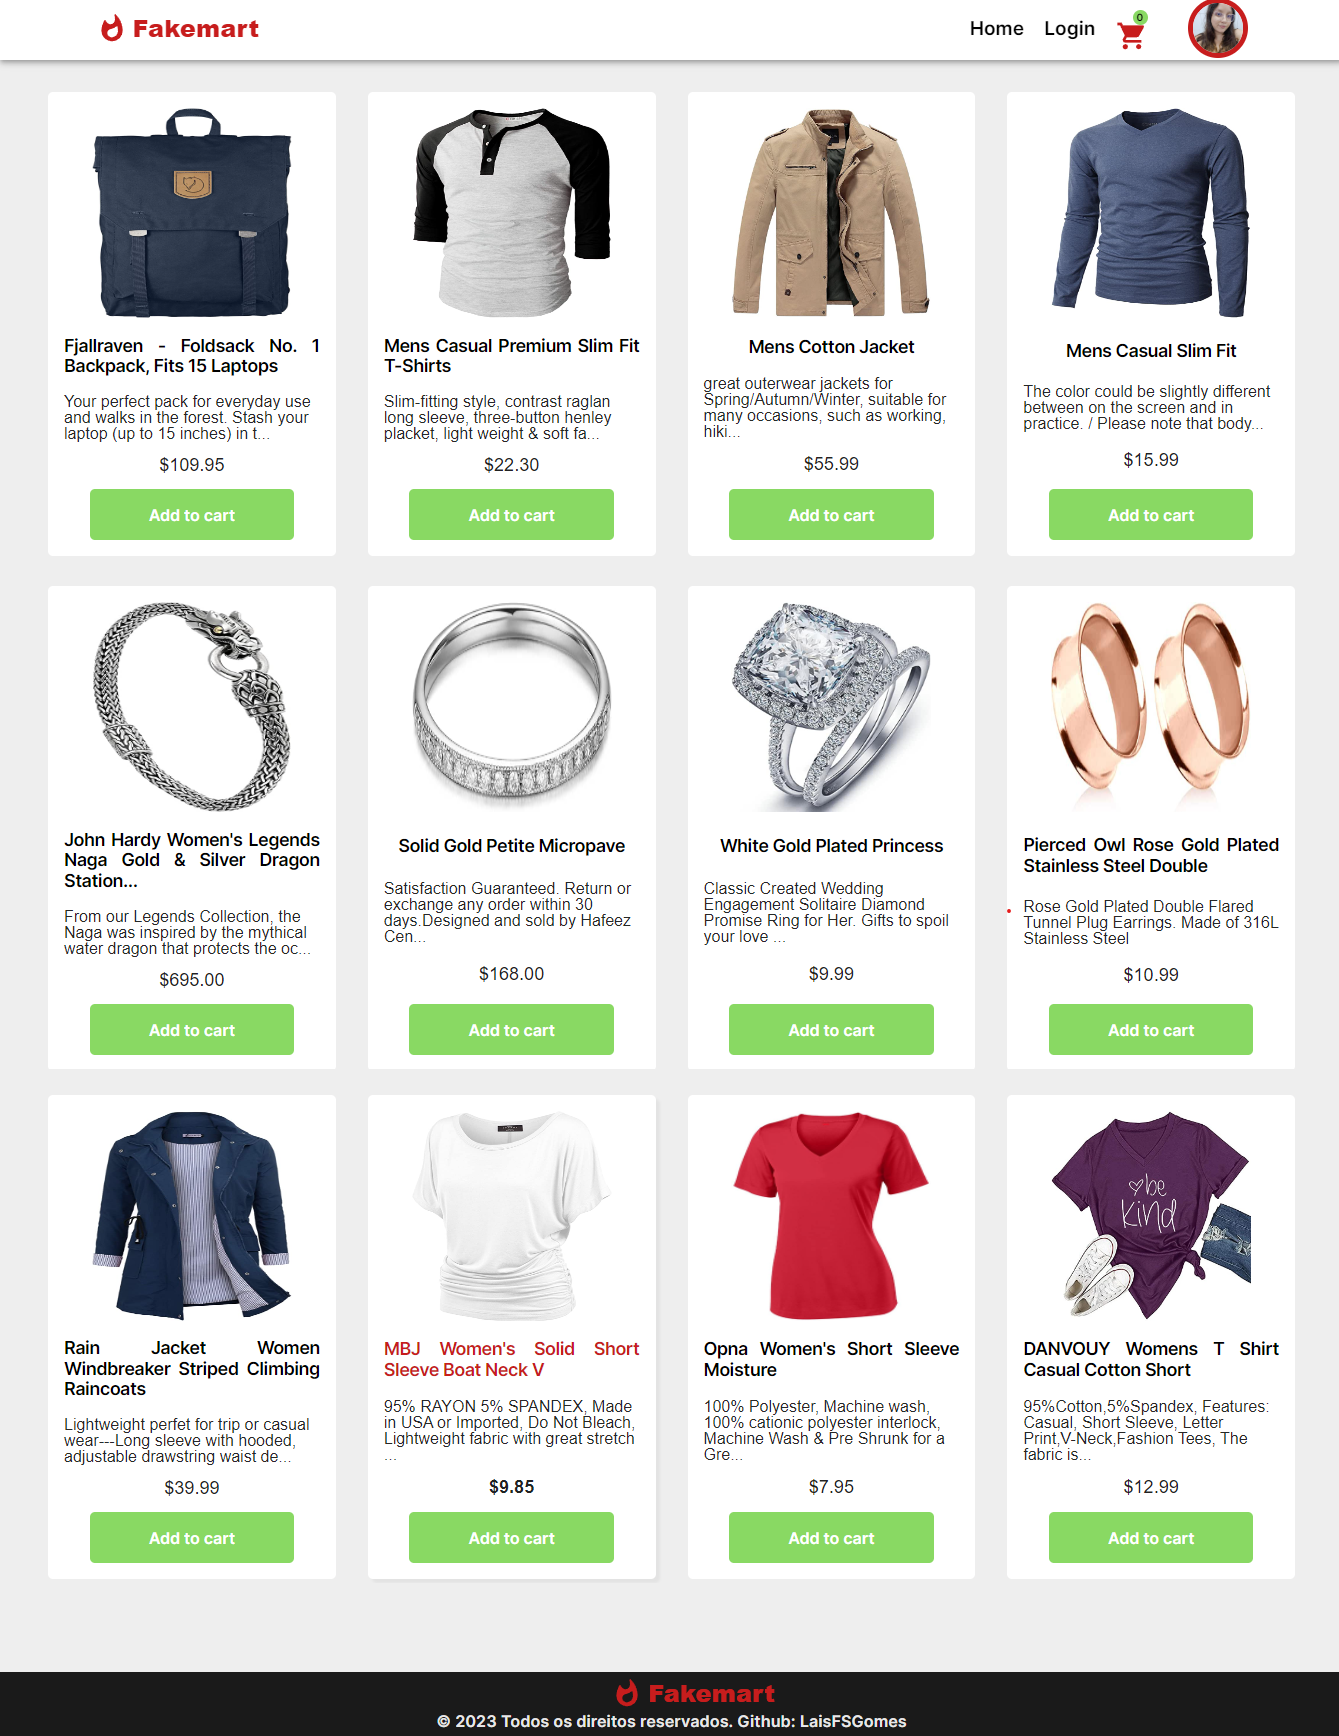 Fakemart
Home Login 0
Fjallraven - Foldsack No. 1
Backpack, Fits 15 Laptops
Your perfect pack for everyday use
and walks in the forest. Stash your
laptop (up to 15 inches) in t...
$109.95
Add to cart
Mens Casual Premium Slim Fit
T-Shirts
Slim-fitting style, contrast raglan
long sleeve, three-button henley
placket, light weight & soft fa...
$22.30
Add to cart
Mens Cotton Jacket
great outerwear jackets for
Spring/Autumn/Winter, suitable for
many occasions, such as working,
hiki...
$55.99
Add to cart
Mens Casual Slim Fit
The color could be slightly different
between on the screen and in
practice. / Please note that body...
$15.99
Add to cart
John Hardy Women's Legends
Naga Gold & Silver Dragon
Station...
From our Legends Collection, the
Naga was inspired by the mythical
water dragon that protects the oc...
$695.00
Add to cart
Solid Gold Petite Micropave
Satisfaction Guaranteed. Return or
exchange any order within 30
days.Designed and sold by Hafeez
Cen...
$168.00
Add to cart
White Gold Plated Princess
Classic Created Wedding
Engagement Solitaire Diamond
Promise Ring for Her. Gifts to spoil
your love ...
$9.99
Add to cart
Pierced Owl Rose Gold Plated
Stainless Steel Double
Rose Gold Plated Double Flared
Tunnel Plug Earrings. Made of 316L
Stainless Steel
$10.99
Add to cart
Rain Jacket Women
Windbreaker Striped Climbing
Raincoats
Lightweight perfet for trip or casual
wear---Long sleeve with hooded,
adjustable drawstring waist de...
$39.99
Add to cart
MBJ Women's Solid Short
Sleeve Boat Neck V
95% RAYON 5% SPANDEX, Made
in USA or Imported, Do Not Bleach,
Lightweight fabric with great stretch
...
$9.85
Add to cart
Opna Women's Short Sleeve
Moisture
100% Polyester, Machine wash,
100% cationic polyester interlock,
Machine Wash & Pre Shrunk for a
Gre...
$7.95
Add to cart
be
kind
DANVOUY Womens T Shirt
Casual Cotton Short
95%Cotton,5%Spandex, Features:
Casual, Short Sleeve, Letter
Print,V-Neck,Fashion Tees, The
fabric is...
$12.99
Add to cart
Fakemart
© 2023 Todos os direitos reservados. Github: LaisFSGomes